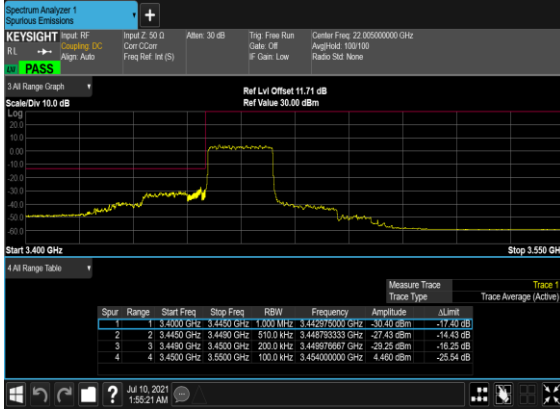 Spectrum Analyzer 1
Spurious Emissions
+
KEYSIGHT Input: RF Input Z: 50 Ω Atten: 30 dB Trig: Free Run Center Freq: 22.005000000 GHz
RL Coupling: DC Corr CCorr Gate: Off Avg|Hold: 100/100
Align: Auto Freq Ref: Int (S) IF Gain: Low Radio Std: None
PASS
3 All Range Graph
Ref Lvl Offset 11.71 dB
Scale/Div 10.0 dB Ref Value 30.00 dBm
Log
20.0
10.0
0.00
-10.0
-20.0
-30.0
-40.0
-50.0
-60.0
Start 3.400 GHz Stop 3.550 GH
4 All Range Table
Measure Trace Trace 1
Trace Type Trace Average (Active)
Spur Range Start Freq Stop Freq RBW Frequency Amplitude ΔLimit
1 1 3.4000 GHz 3.4450 GHz 1.000 MHz 3.442975000 GHz -30.40 dBm -17.40 dB
2 2 3.4450 GHz 3.4490 GHz 510.0 kHz 3.448793333 GHz -27.43 dBm -14.43 dB
3 3 3.4490 GHz 3.4500 GHz 200.0 kHz 3.449976667 GHz -29.25 dBm -16.25 dB
4 4 3.4500 GHz 3.5500 GHz 100.0 kHz 3.454000000 GHz 4.460 dBm -25.54 dB
?
Jul 10, 2021
1:55:21 AM